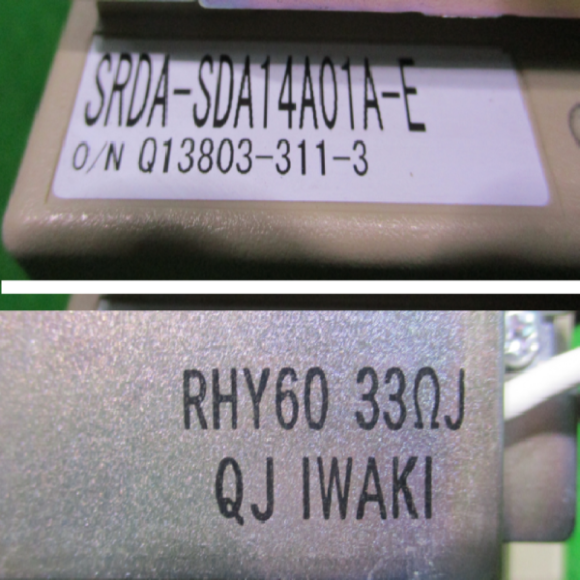 SRDA-SDA14A01A-E
O/N Q13803-311-3
RHY60 33ΩJ
QJ IWAKI